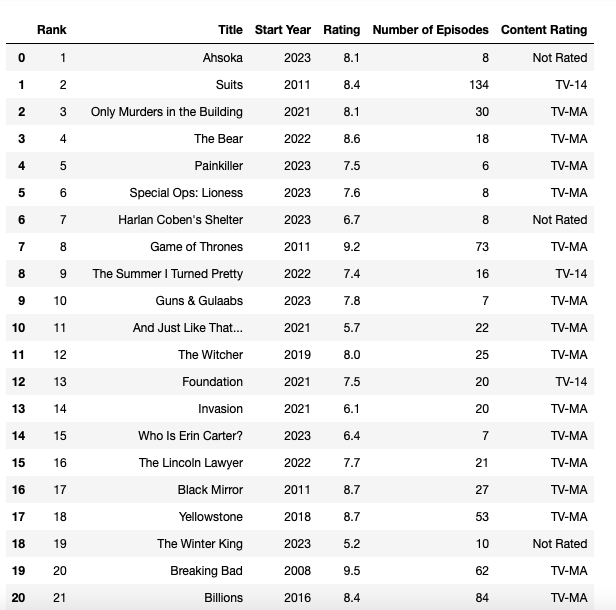 Rank Title Start Year Rating Number of Episodes Content Rating
0 1 Ahsoka 2023 8.1 8 Not Rated
1 2 Suits 2011 8.4 134 TV-14
2 3 Only Murders in the Building 2021 8.1 30 TV-MA
3 4 The Bear 2022 8.6 18 TV-MA
4 5 Painkiller 2023 7.5 6 TV-MA
5 6 Special Ops: Lioness 2023 7.6 8 TV-MA
6 7 Harlan Coben's Shelter 2023 6.7 8 Not Rated
7 8 Game of Thrones 2011 9.2 73 TV-MA
8 9 The Summer I Turned Pretty 2022 7.4 16 TV-14
9 10 Guns & Gulaabs 2023 7.8 7 TV-MA
10 11 And Just Like That... 2021 5.7 22 TV-MA
11 12 The Witcher 2019 8.0 25 TV-MA
12 13 Foundation 2021 7.5 20 TV-14
13 14 Invasion 2021 6.1 20 TV-MA
14 15 Who Is Erin Carter? 2023 6.4 7 TV-MA
15 16 The Lincoln Lawyer 2022 7.7 21 TV-MA
16 17 Black Mirror 2011 8.7 27 TV-MA
17 18 Yellowstone 2018 8.7 53 TV-MA
18 19 The Winter King 2023 5.2 10 Not Rated
19 20 Breaking Bad 2008 9.5 62 TV-MA
20 21 Billions 2016 8.4 84 TV-MA